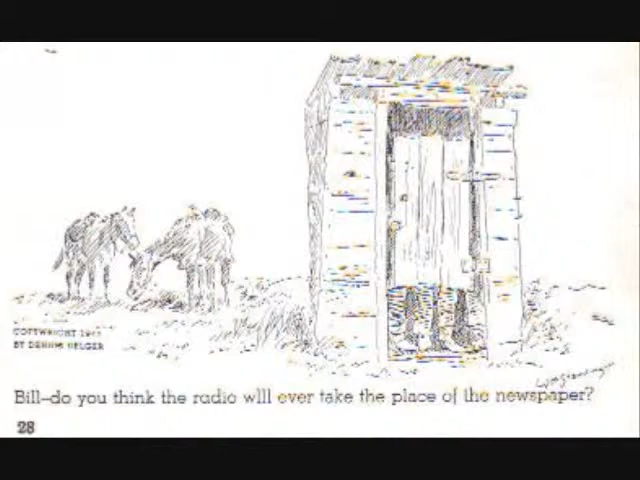 COPYWRIGHT 194
BY DENNIS HELGER
Bill—do you think the radio will ever take the place of the newspaper?
28